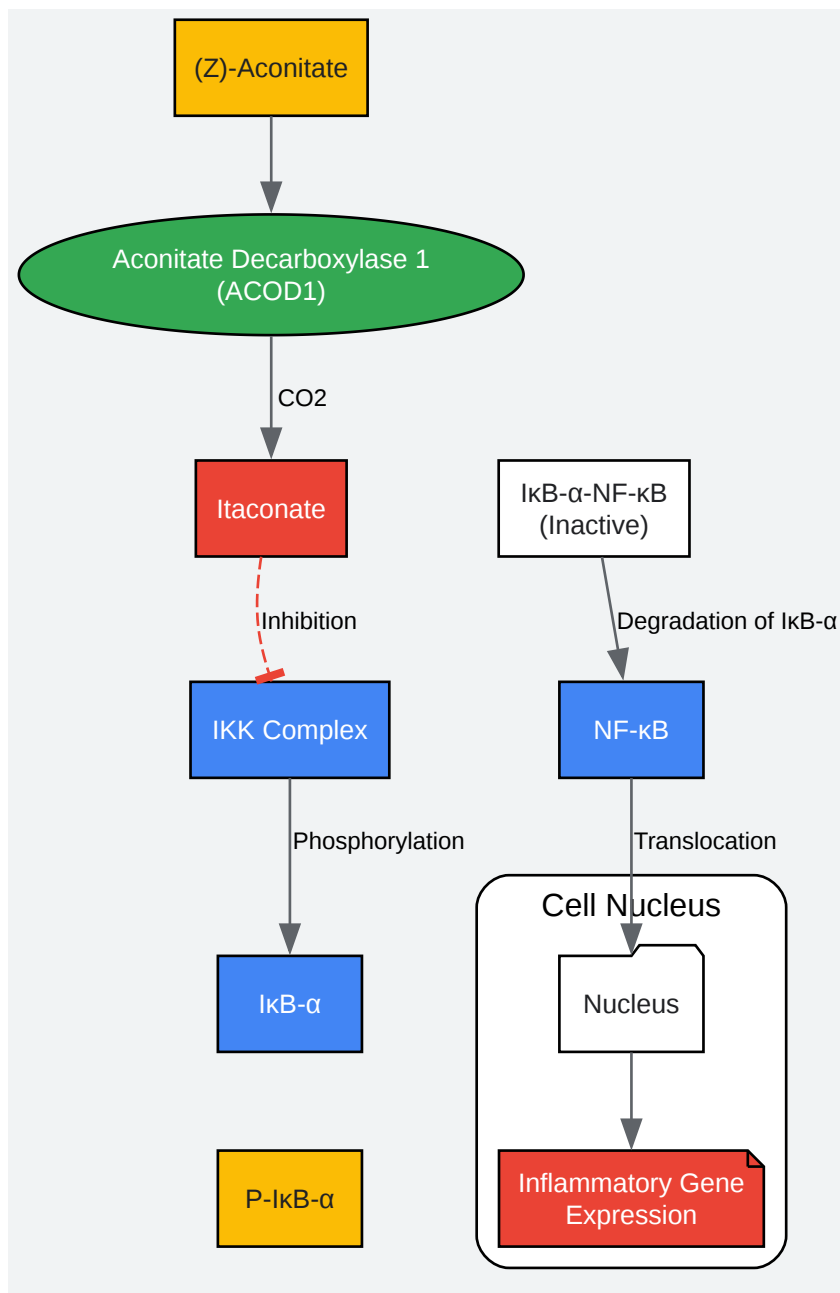 (Z)-Aconitate
Aconitate Decarboxylase 1
(ACOD1)
CO2
Itaconate
IκB-α-NF-κB
(Inactive)
Inhibition
Degradation of IκB-α
IKK Complex
NF-κB
Phosphorylation
Translocation
Cell Nucleus
IκB-α
Nucleus
P-IκB-α
Inflammatory Gene
Expression